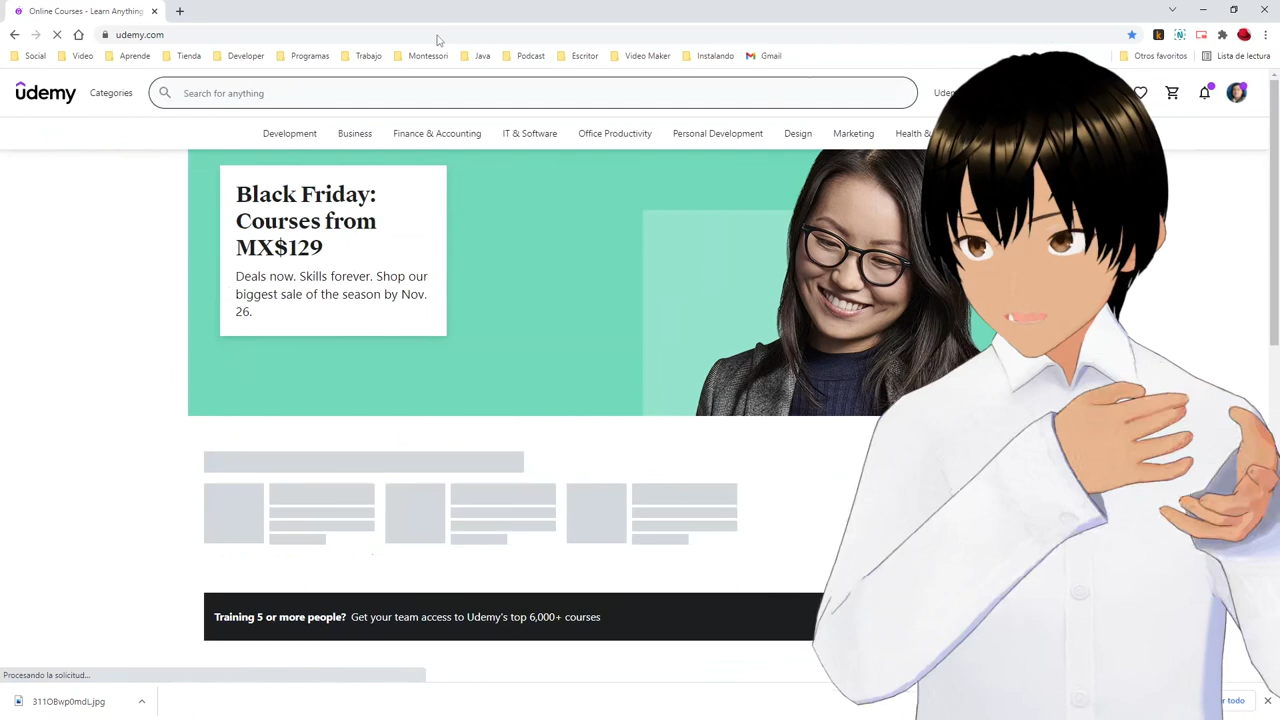 Online Courses - Learn Anything
udemy.com
Social Video Aprende Tienda Developer Programas Trabajo Montessori Java Podcast Escritor Video Maker Instalando Gmail Otros favoritos Lista de lectura
udemy Categories Search for anything Udem
Development Business Finance & Accounting IT & Software Office Productivity Personal Development Design Marketing Health &
Black Friday:
Courses from
MX$129
Deals now. Skills forever. Shop our
biggest sale of the season by Nov.
26.
Training 5 or more people? Get your team access to Udemy's top 6,000+ courses
Procesando la solicitud...
311OBwp0mdL.jpg
r todo